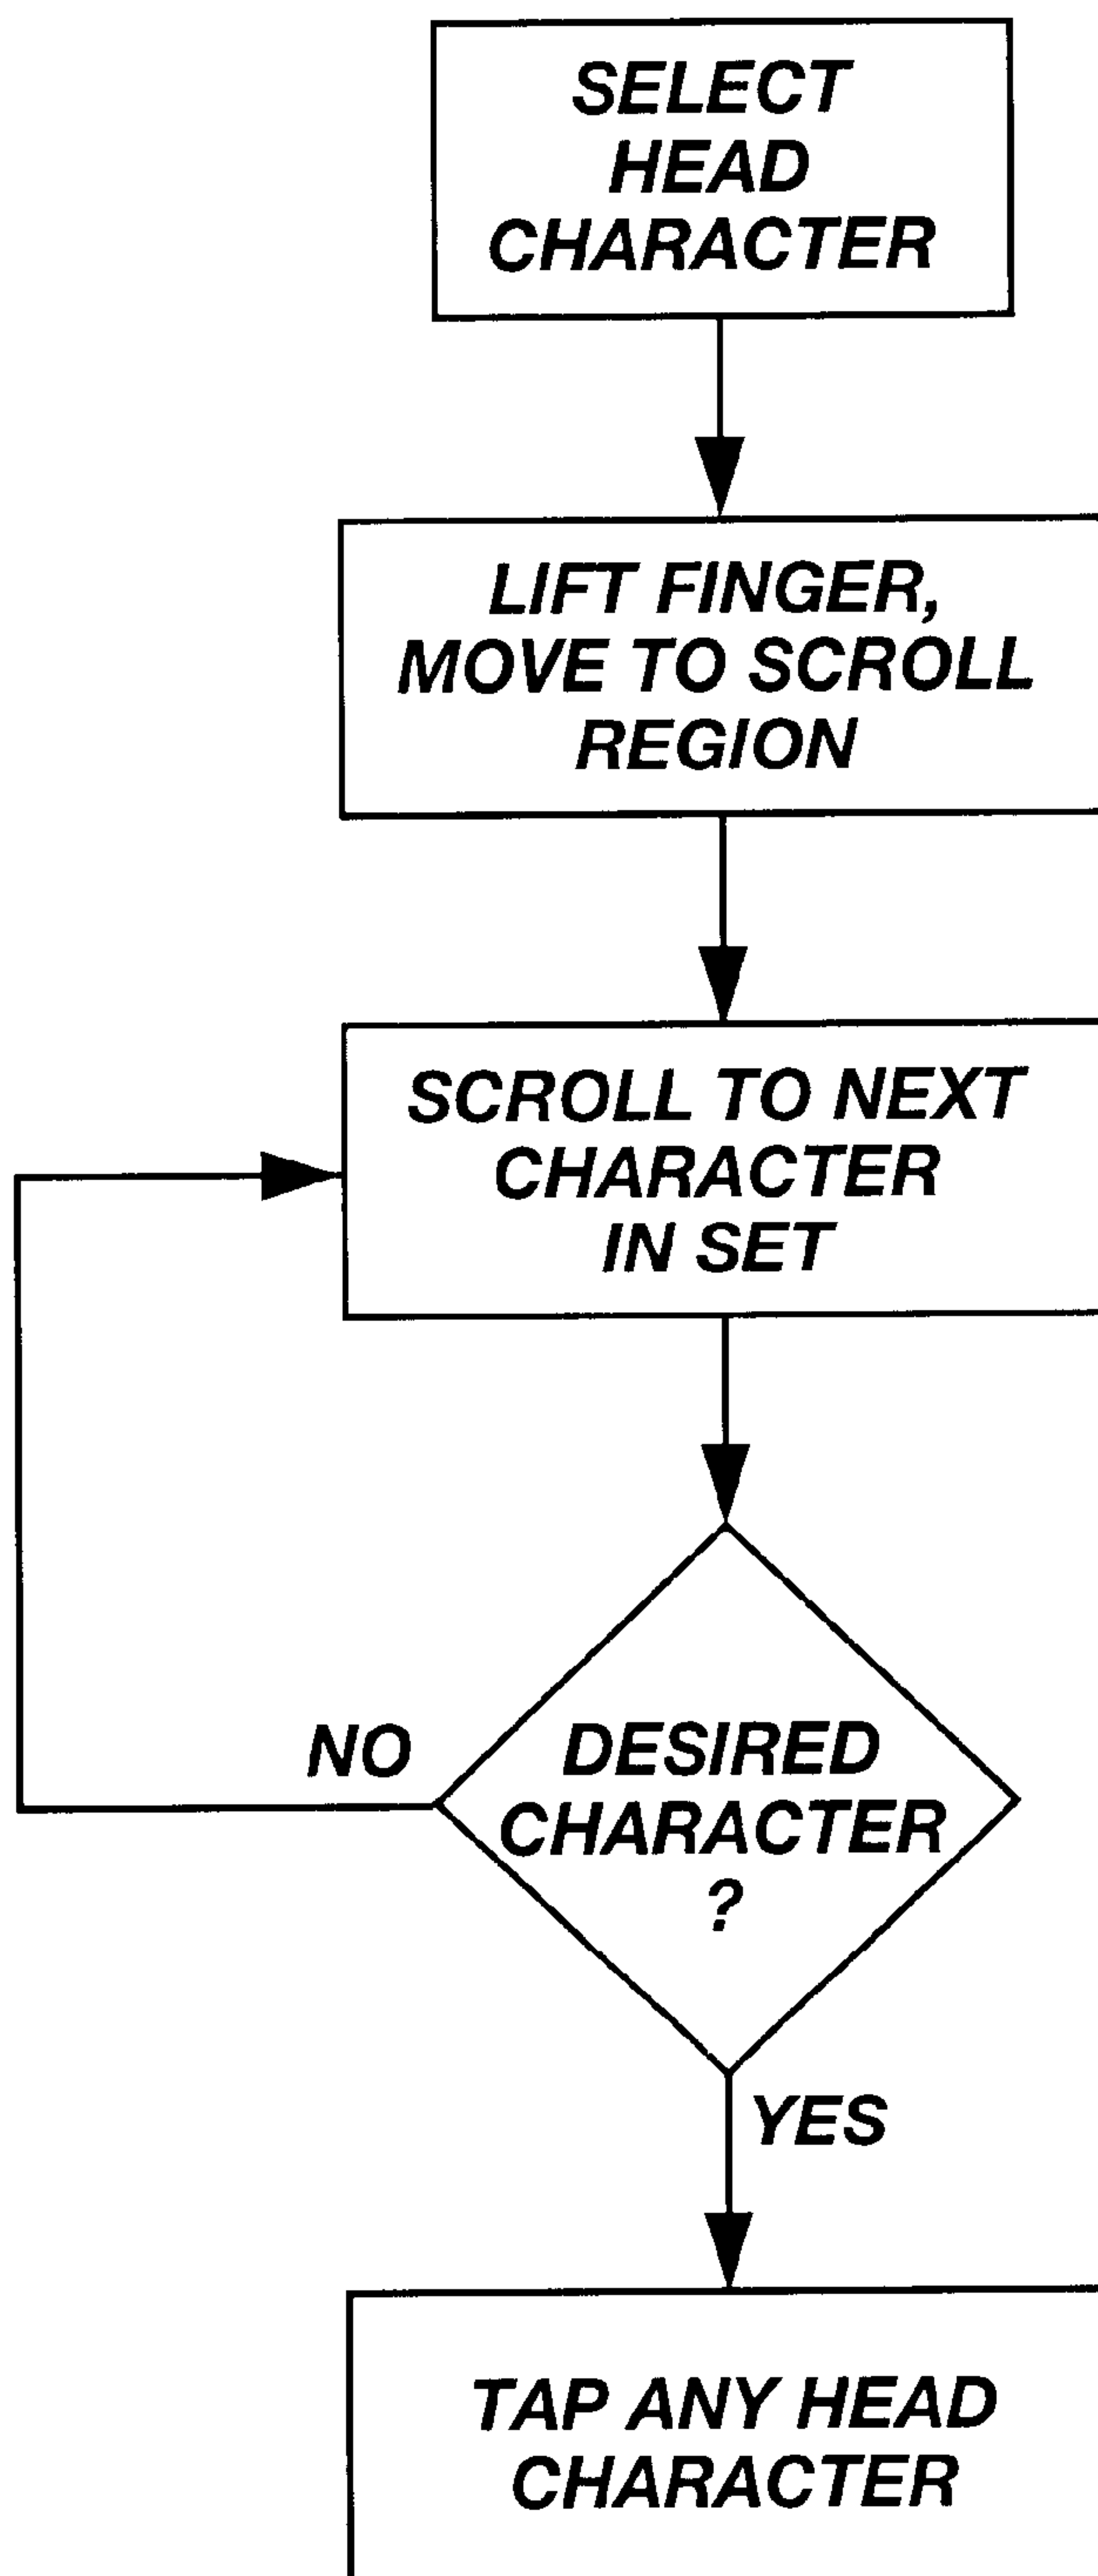 SELECT
HEAD
CHARACTER
LIFT FINGER,
MOVE TO SCROLL
REGION
SCROLL TO NEXT
CHARACTER
IN SET
NO
DESIRED
CHARACTER
?
YES
TAP ANY HEAD
CHARACTER